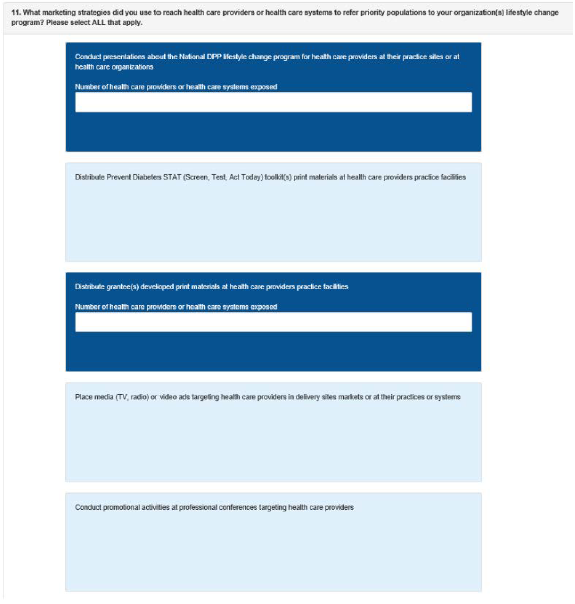 11. What marketing strategies did you use to reach health care providers or health care systems to refer priority populations to your organization(s) lifestyle change
program? Please select ALL that apply.
Conduct presentations about the National DPP lifestyle change program for health care providers at their practice sites or at
health care organizations
Number of health care providers or health care systems exposed
Distribute Prevent Diabetes STAT (Screen, Test, Act Today) toolkit(s) print materials at health care providers practice facilities
Distribute grantee(s) developed print materials at health care providers practice facilities
Number of health care providers or health care systems exposed
Place media (TV, radio) or video ads targeting health care providers in delivery sites markets or at their practices or systems
Conduct promotional activities at professional conferences targeting health care providers